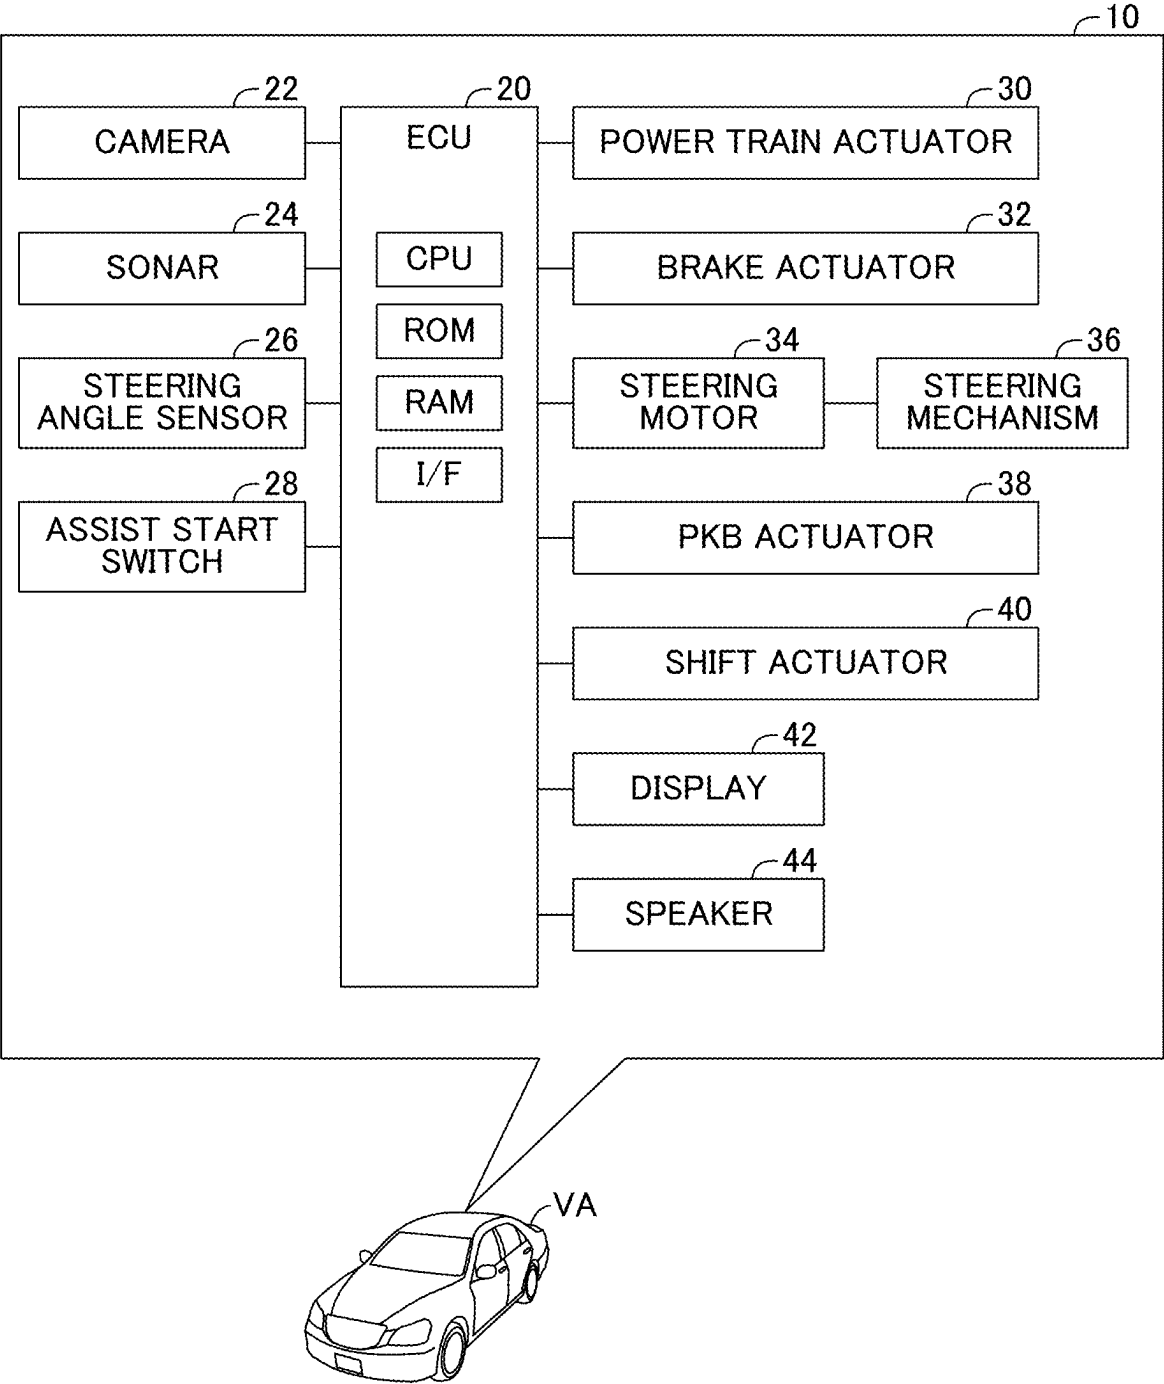 10
22
CAMERA
24
SONAR
26
STEERING
ANGLE SENSOR
28
ASSIST START
SWITCH
20
ECU
CPU
ROM
RAM
I/F
30
POWER TRAIN ACTUATOR
32
BRAKE ACTUATOR
34
STEERING
MOTOR
36
STEERING
MECHANISM
38
PKB ACTUATOR
40
SHIFT ACTUATOR
42
DISPLAY
44
SPEAKER
VA